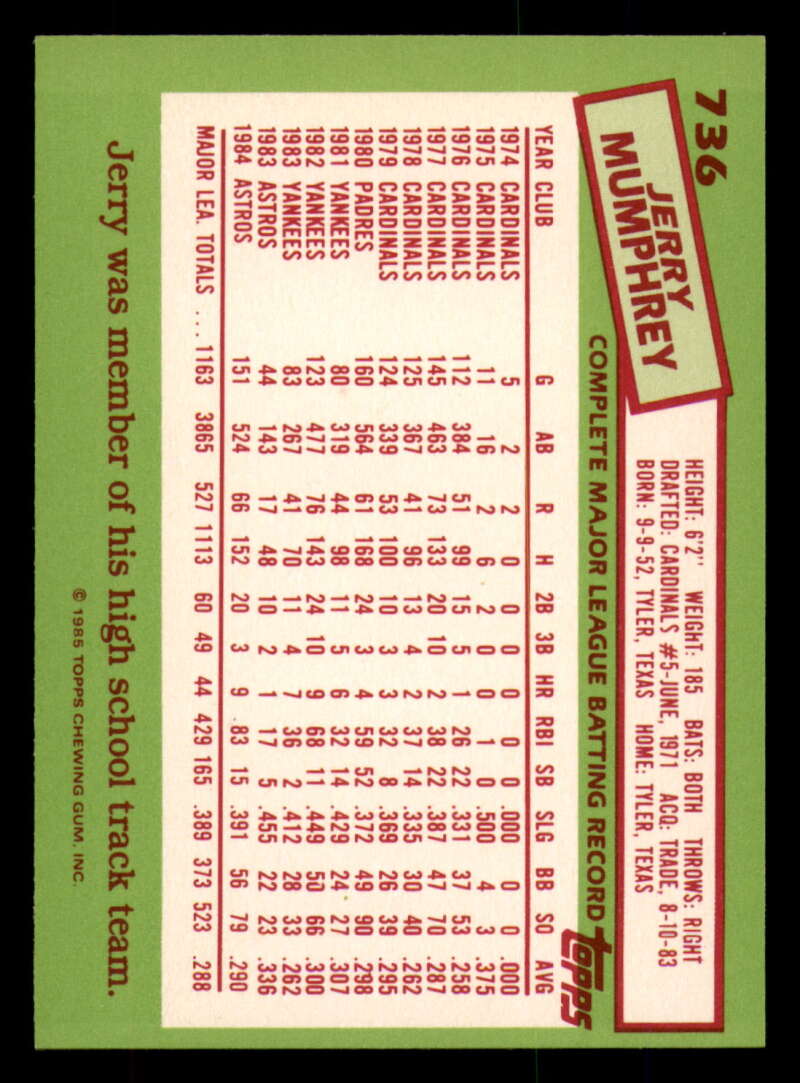 736
JERRY
MUMPHREY
HEIGHT: 6'2" WEIGHT: 185 BATS: BOTH THROWS: RIGHT
DRAFTED: CARDINALS #5-JUNE, 1971 ACQ: TRADE, 8-10-83
BORN: 9-9-52, TYLER, TEXAS HOME: TYLER, TEXAS
COMPLETE MAJOR LEAGUE BATTING RECORD topps
YEAR CLUB G AB R H 2B 3B HR RBI SB SLG BB SO AVG
1974 CARDINALS 5 2 2 0 0 0 0 0 0 .000 0 0 .000
1975 CARDINALS 11 16 2 6 2 0 0 1 0 .500 4 3 .375
1976 CARDINALS 112 384 51 99 15 5 1 26 22 .331 37 53 .258
1977 CARDINALS 145 463 73 133 20 10 2 38 22 .387 47 70 .287
1978 CARDINALS 125 367 41 96 13 4 2 37 14 .335 30 40 .262
1979 CARDINALS 124 339 53 100 10 3 3 32 8 .369 26 39 .295
1980 PADRES 160 564 61 168 24 3 4 59 52 .372 49 90 .298
1981 YANKEES 80 319 44 98 11 5 6 32 14 .429 24 27 .307
1982 YANKEES 123 477 76 143 24 10 9 68 11 .449 50 66 .300
1983 YANKEES 83 267 41 70 11 4 7 36 2 .412 28 33 .262
1983 ASTROS 44 143 17 48 10 2 1 17 5 .455 22 23 .336
1984 ASTROS 151 524 66 152 20 3 9 83 15 .391 56 79 .290
MAJOR LEA. TOTALS ... 1163 3865 527 1113 60 49 44 429 165 .389 373 523 .288
Jerry was member of his high school track team.
© 1985 TOPPS CHEWING GUM, INC.